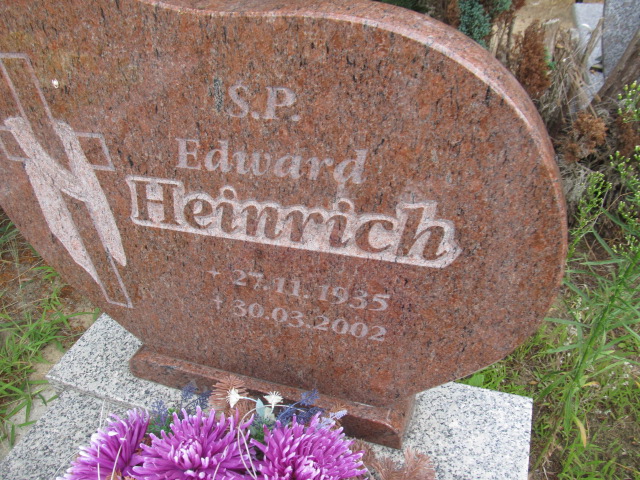 S.P.
Edward
Heinrich
+ 27.11.1935
+ 30.03.2002